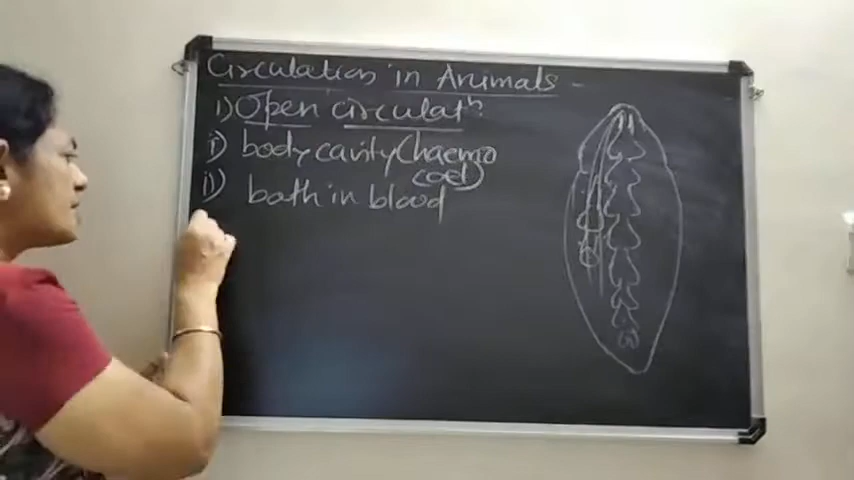 Circulation in Animals
1) Open circulatn:
i) body cavity (haemo
coel)
ii) bath in blood